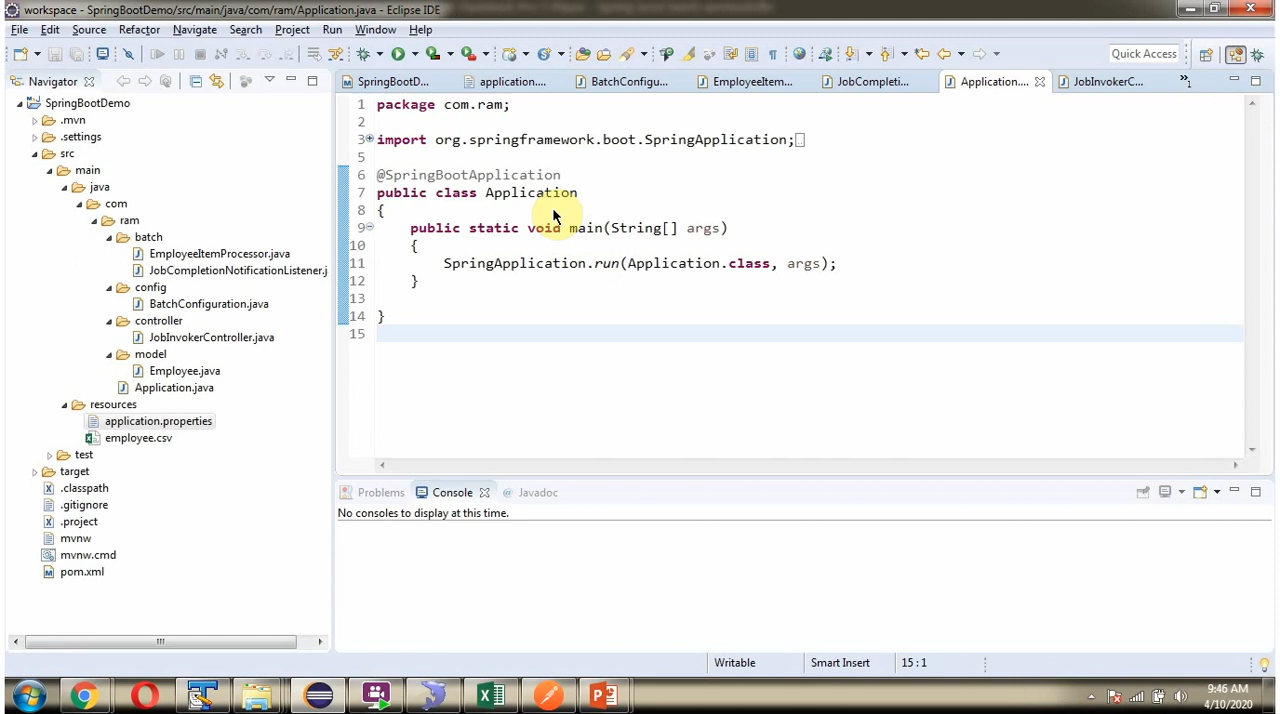 workspace - SpringBootDemo/src/main/java/com/ram/Application.java - Eclipse IDE
File Edit Source Refactor Navigate Search Project Run Window Help
Quick Access
Navigator
SpringBootD... application.... BatchConfigu... EmployeeItem... JobCompleti... Application.... JobInvokerC... 1
SpringBootDemo
.mvn
.settings
src
main
java
com
ram
batch
EmployeeItemProcessor.java
JobCompletionNotificationListener.j
config
BatchConfiguration.java
controller
JobInvokerController.java
model
Employee.java
Application.java
resources
application.properties
employee.csv
test
target
.classpath
.gitignore
.project
mvnw
mvnw.cmd
pom.xml
1 package com.ram;
2
3 import org.springframework.boot.SpringApplication;
5
6 @SpringBootApplication
7 public class Application
8 {
9 public static void main(String[] args)
10 {
11 SpringApplication.run(Application.class, args);
12 }
13
14 }
15
Problems Console Javadoc
No consoles to display at this time.
Writable Smart Insert 15 : 1
9:46 AM
4/10/2020